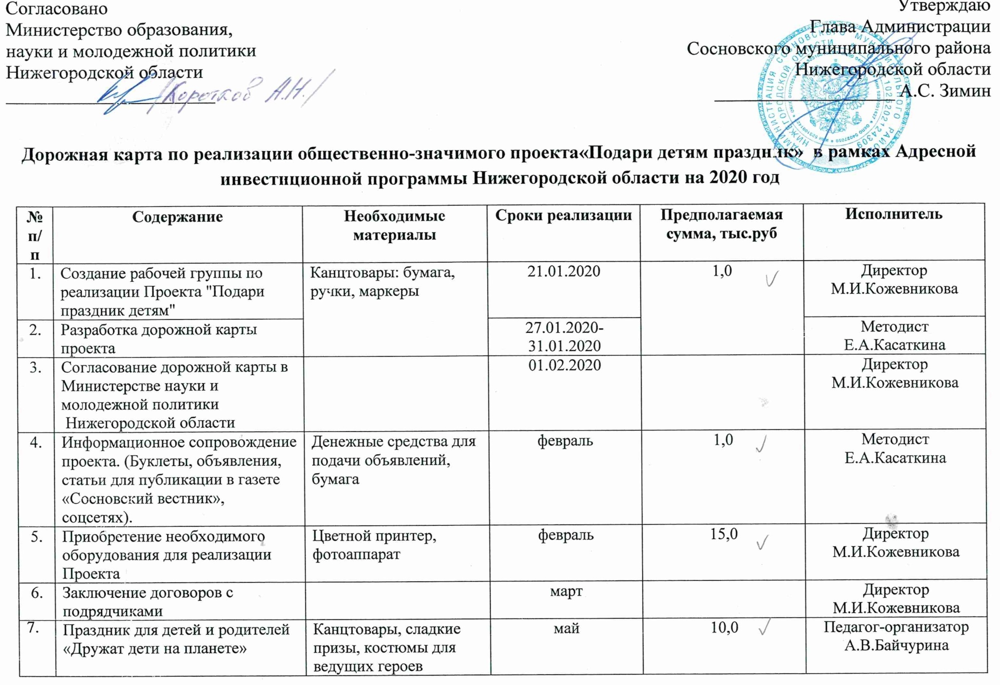 Согласовано
Министерство образования,
науки и молодежной политики
Нижегородской области
/Коротков А.Н./
Утверждаю
Глава Администрации
Сосновского муниципального района
Нижегородской области
А.С. Зимин
Дорожная карта по реализации общественно-значимого проекта«Подари детям праздник» в рамках Адресной
инвестиционной программы Нижегородской области на 2020 год
№
п/
п
Содержание
Необходимые
материалы
Сроки реализации
Предполагаемая
сумма, тыс.руб
Исполнитель
1.
Создание рабочей группы по
реализации Проекта "Подари
праздник детям"
Канцтовары: бумага,
ручки, маркеры
21.01.2020
1,0
Директор
М.И.Кожевникова
2.
Разработка дорожной карты
проекта
27.01.2020-
31.01.2020
Методист
Е.А.Касаткина
3.
Согласование дорожной карты в
Министерстве науки и
молодежной политики
Нижегородской области
01.02.2020
Директор
М.И.Кожевникова
4.
Информационное сопровождение
проекта. (Буклеты, объявления,
статьи для публикации в газете
«Сосновский вестник»,
соцсетях).
Денежные средства для
подачи объявлений,
бумага
февраль
1,0
Методист
Е.А.Касаткина
5.
Приобретение необходимого
оборудования для реализации
Проекта
Цветной принтер,
фотоаппарат
февраль
15,0
Директор
М.И.Кожевникова
6.
Заключение договоров с
подрядчиками
март
Директор
М.И.Кожевникова
7.
Праздник для детей и родителей
«Дружат дети на планете»
Канцтовары, сладкие
призы, костюмы для
ведущих героев
май
10,0
Педагог-организатор
А.В.Байчурина